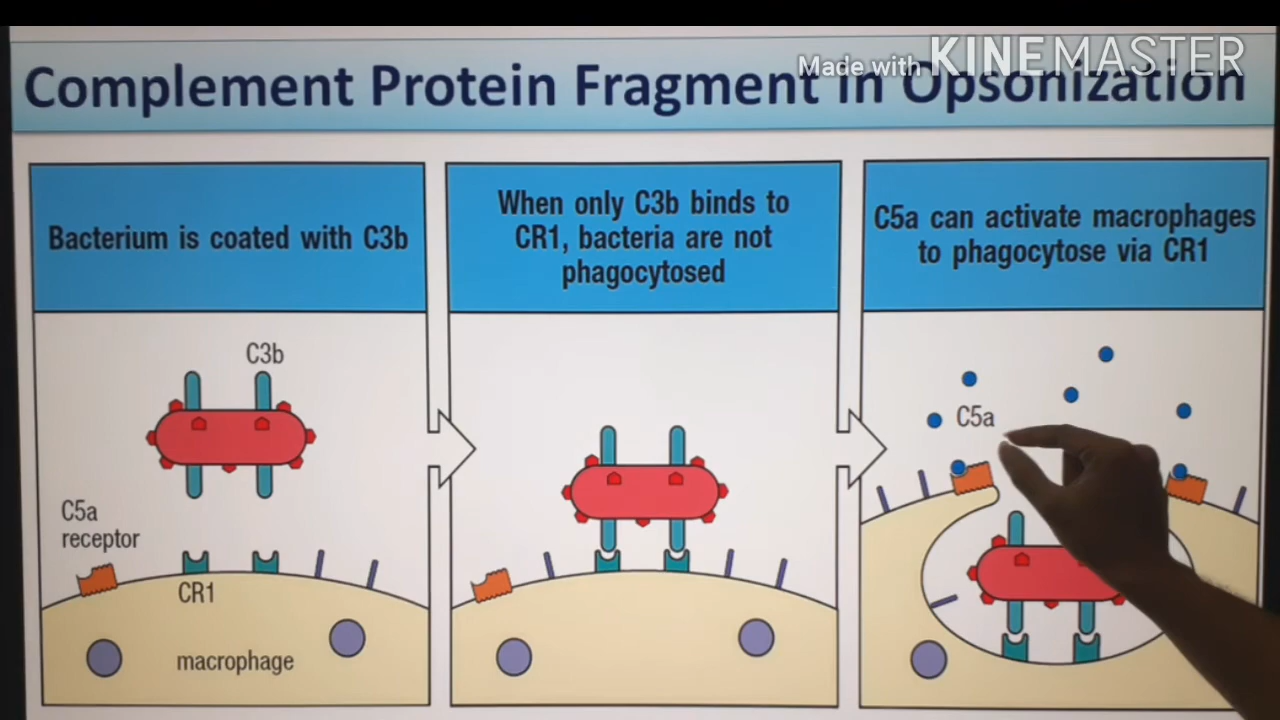 Made with KINEMASTER
Complement Protein Fragment in Opsonization
Bacterium is coated with C3b
When only C3b binds to
CR1, bacteria are not
phagocytosed
C5a can activate macrophages
to phagocytose via CR1
C3b
C5a
receptor
CR1
macrophage
C5a